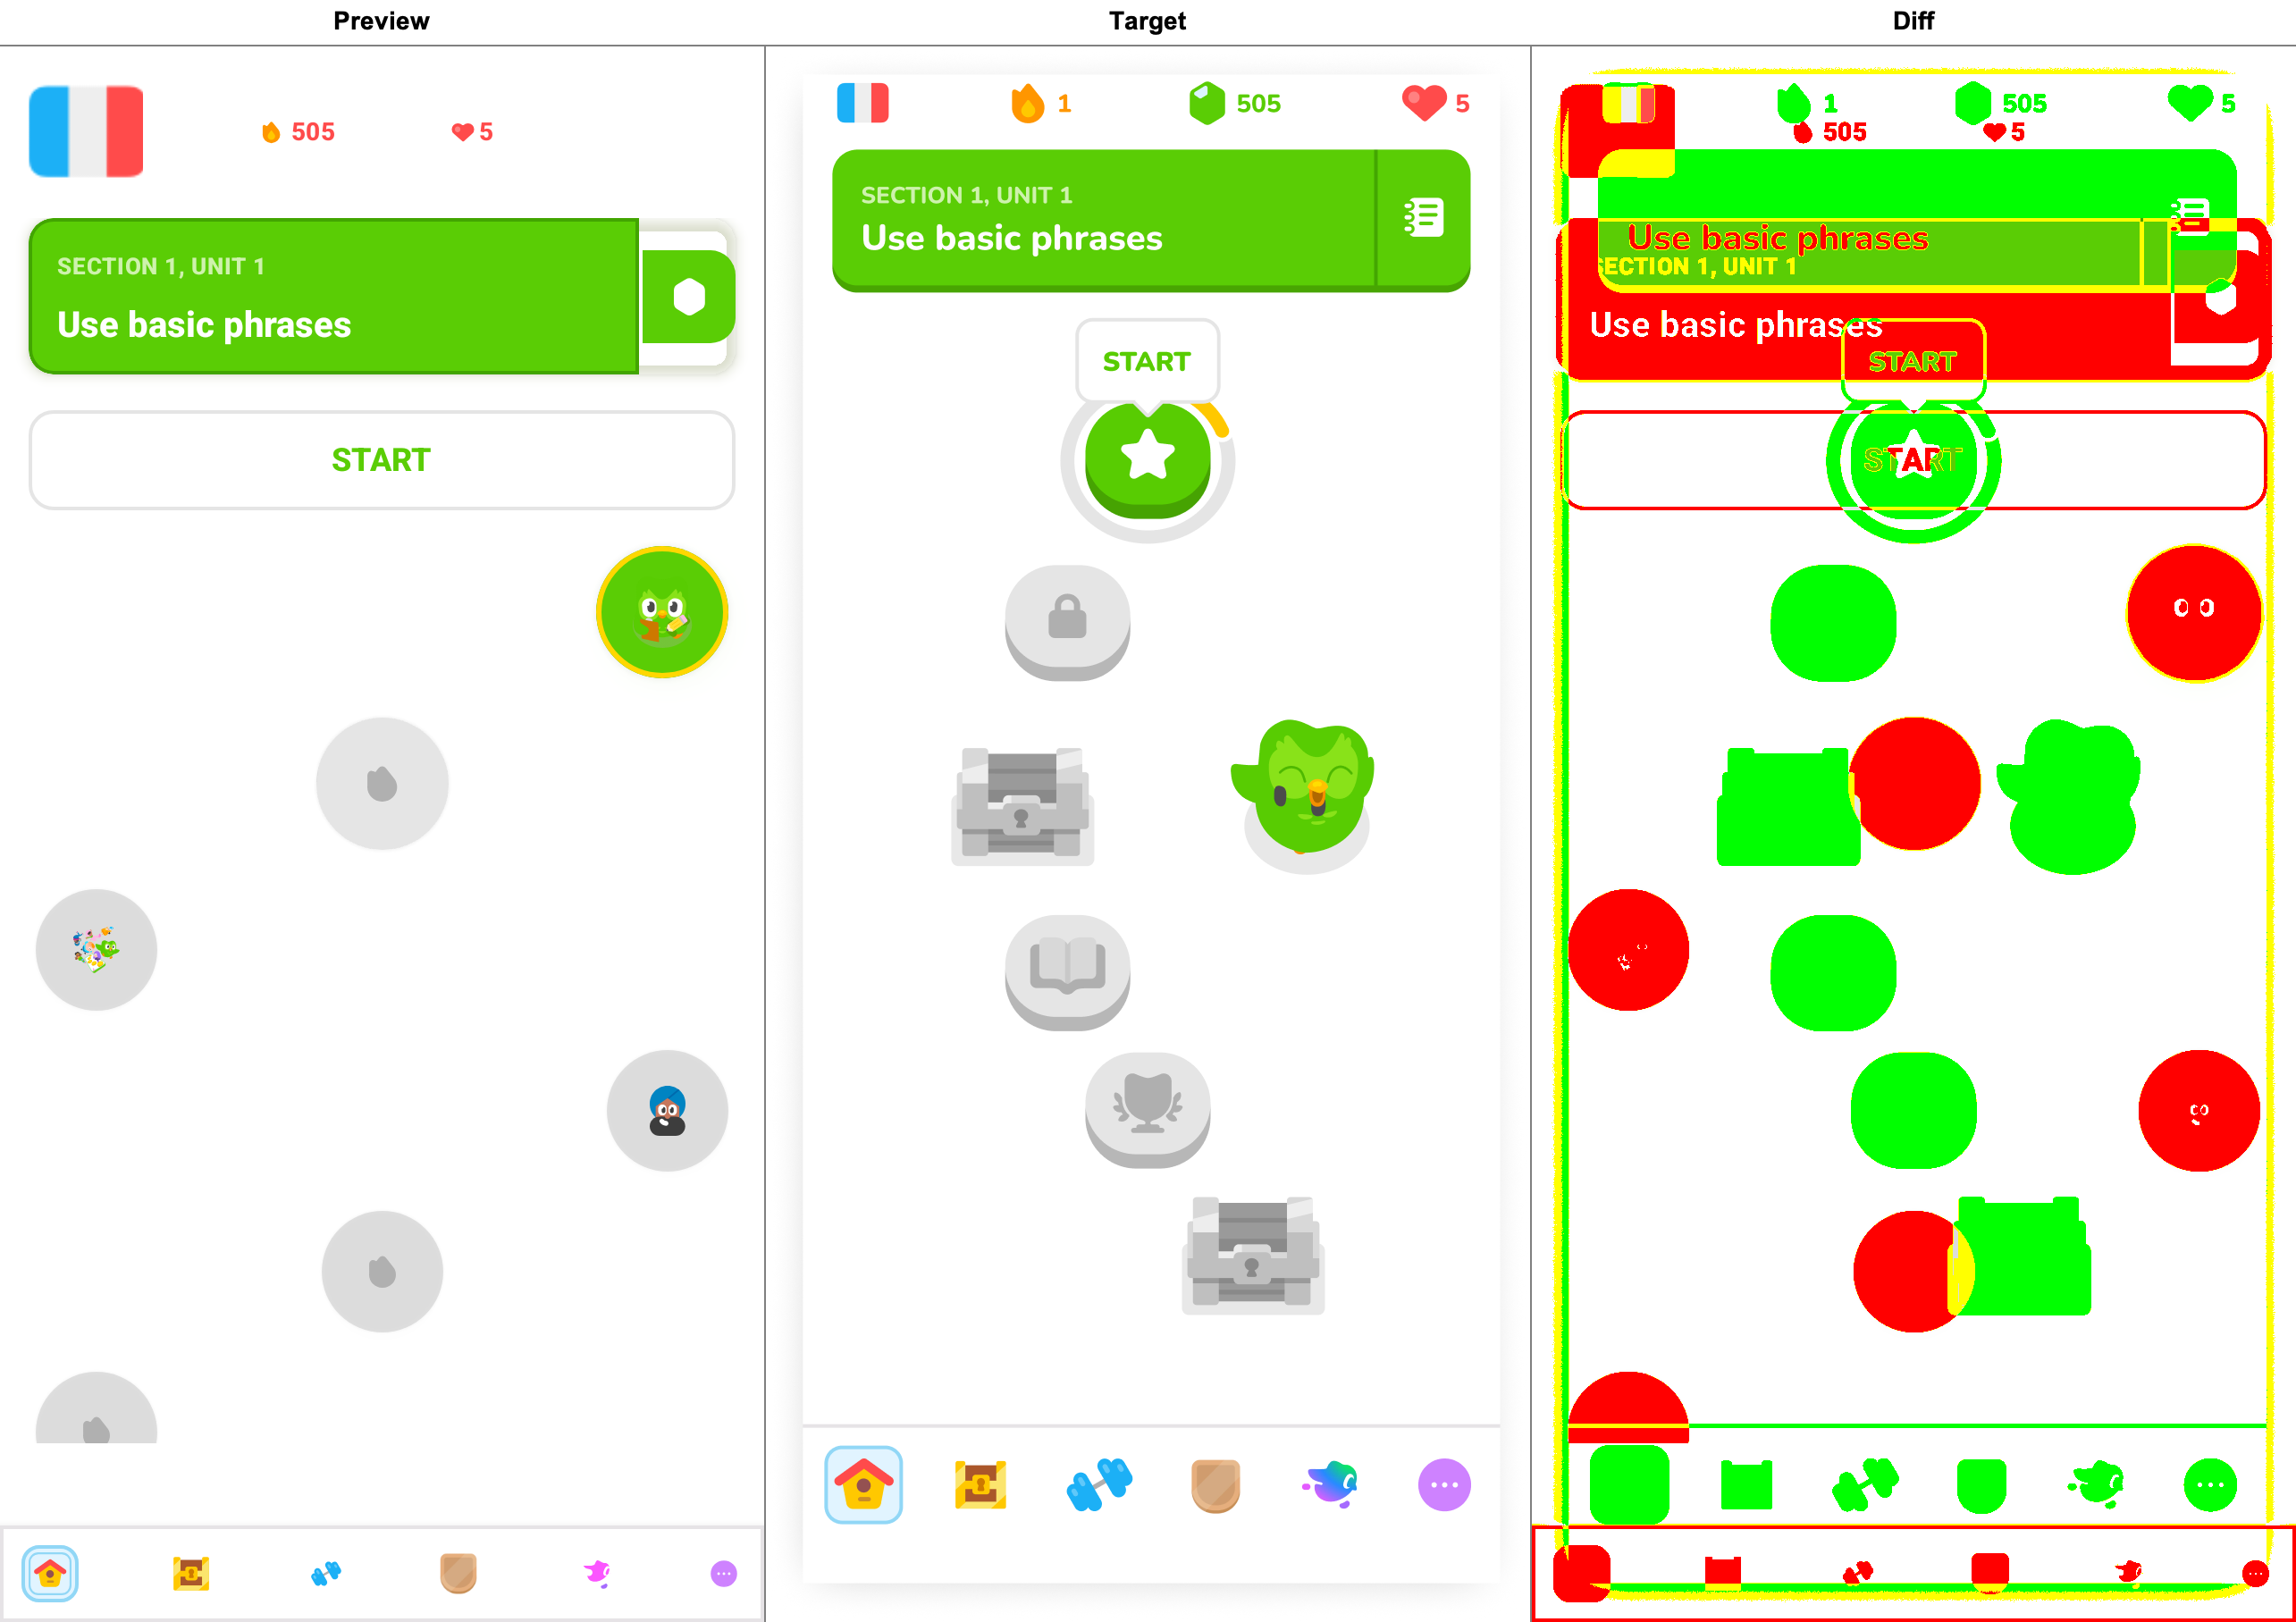 Preview
Target
Diff
505
5
SECTION 1, UNIT 1
Use basic phrases
START
1
505
5
SECTION 1, UNIT 1
Use basic phrases
START
1
505
5
505
5
Use basic phrases
SECTION 1, UNIT 1
Use basic phrases
START
START